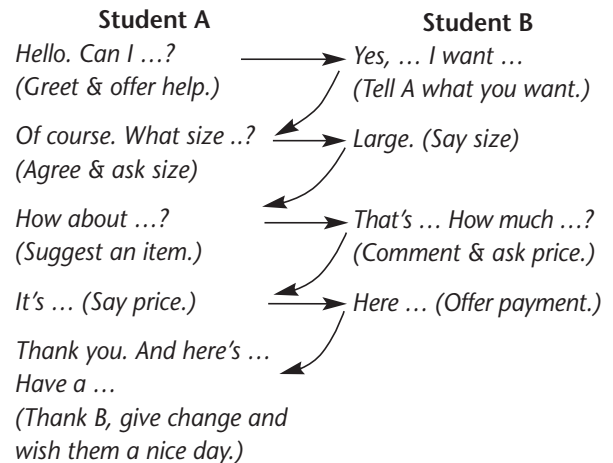 Student A
Student B
Hello. Can I …?
(Greet & offer help.)
Yes, … I want …
(Tell A what you want.)
Of course. What size ..?
(Agree & ask size)
Large. (Say size)
How about …?
(Suggest an item.)
That's … How much …?
(Comment & ask price.)
It's … (Say price.)
Here … (Offer payment.)
Thank you. And here's …
Have a …
(Thank B, give change and
wish them a nice day.)